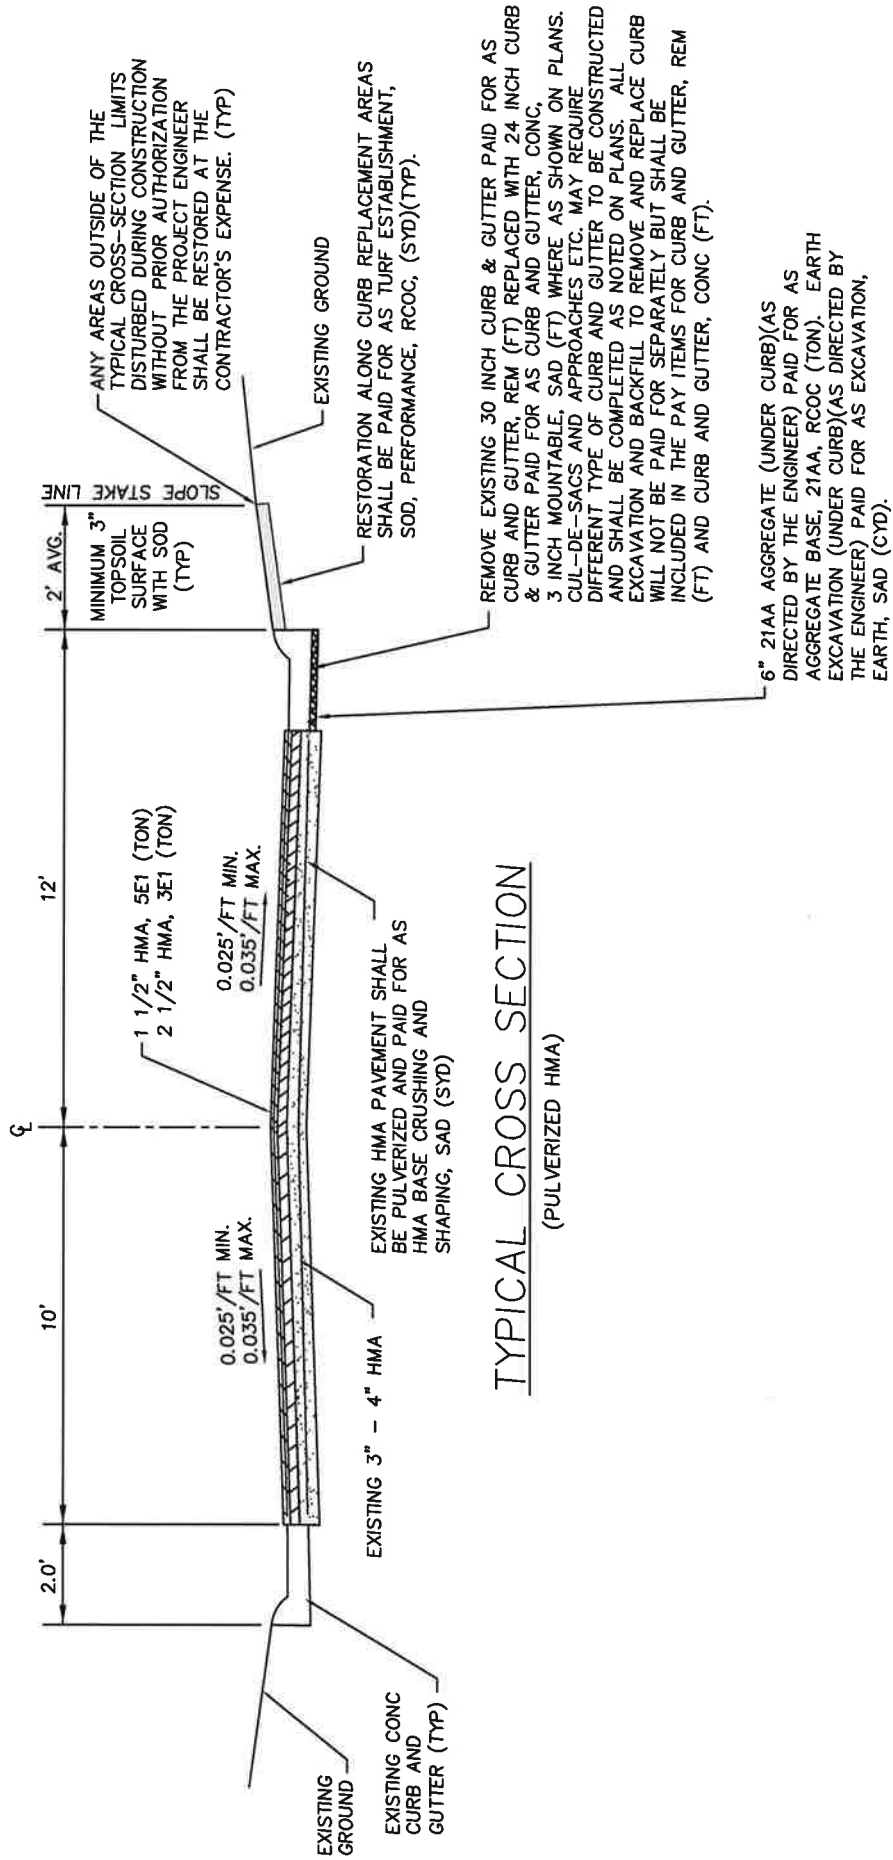 2.0'
10'
12'
2' AVG.
℄
SLOPE STAKE LINE
MINIMUM 3"
TOPSOIL
SURFACE
WITH SOD
(TYP)
ANY AREAS OUTSIDE OF THE
TYPICAL CROSS-SECTION LIMITS
DISTURBED DURING CONSTRUCTION
WITHOUT PRIOR AUTHORIZATION
FROM THE PROJECT ENGINEER
SHALL BE RESTORED AT THE
CONTRACTOR'S EXPENSE. (TYP)
1 1/2" HMA, 5E1 (TON)
2 1/2" HMA, 3E1 (TON)
0.025'/FT MIN.
0.035'/FT MAX.
0.025'/FT MIN.
0.035'/FT MAX.
EXISTING GROUND
EXISTING
GROUND
EXISTING CONC
CURB AND
GUTTER (TYP)
EXISTING 3" - 4" HMA
EXISTING HMA PAVEMENT SHALL
BE PULVERIZED AND PAID FOR AS
HMA BASE CRUSHING AND
SHAPING, SAD (SYD)
RESTORATION ALONG CURB REPLACEMENT AREAS
SHALL BE PAID FOR AS TURF ESTABLISHMENT,
SOD, PERFORMANCE, RCOC, (SYD)(TYP).
REMOVE EXISTING 30 INCH CURB & GUTTER PAID FOR AS
CURB AND GUTTER, REM (FT) REPLACED WITH 24 INCH CURB
& GUTTER PAID FOR AS CURB AND GUTTER, CONC,
3 INCH MOUNTABLE, SAD (FT) WHERE AS SHOWN ON PLANS.
CUL-DE-SACS AND APPROACHES ETC. MAY REQUIRE
DIFFERENT TYPE OF CURB AND GUTTER TO BE CONSTRUCTED
AND SHALL BE COMPLETED AS NOTED ON PLANS.  ALL
EXCAVATION AND BACKFILL TO REMOVE AND REPLACE CURB
WILL NOT BE PAID FOR SEPARATELY BUT SHALL BE
INCLUDED IN THE PAY ITEMS FOR CURB AND GUTTER, REM
(FT) AND CURB AND GUTTER, CONC (FT).
6" 21AA AGGREGATE (UNDER CURB)(AS
DIRECTED BY THE ENGINEER) PAID FOR AS
AGGREGATE BASE, 21AA, RCOC (TON).  EARTH
EXCAVATION (UNDER CURB)(AS DIRECTED BY
THE ENGINEER) PAID FOR AS EXCAVATION,
EARTH, SAD (CYD).
TYPICAL CROSS SECTION
(PULVERIZED HMA)